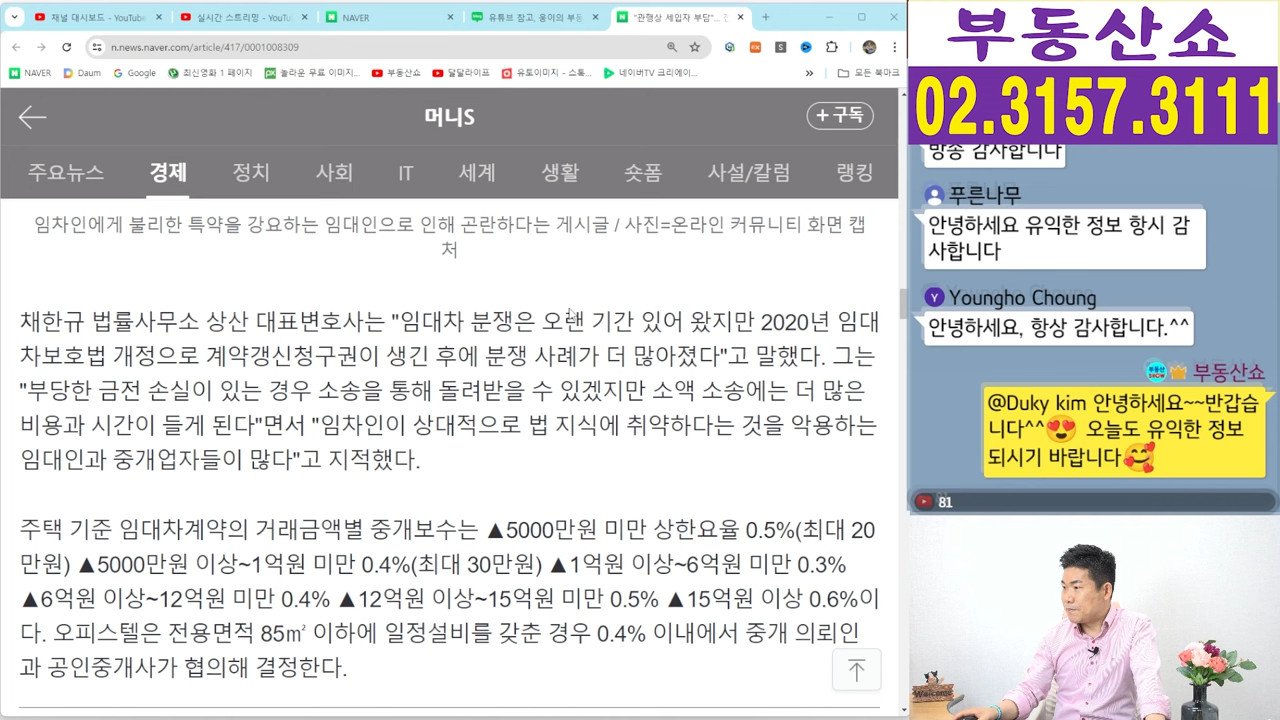 채널 대시보드 - YouTu
실시간 스트리밍 - YouTu
NAVER
유튜브 참고, 웅이의 부동
"관행상 세입자 부담"...
n.news.naver.com/article/417/0001008309
NAVER
Daum
Google
최신영화 1 페이지
놀라운 무료 이미지...
부동산쇼
달달라이프
유토이미지 - 스톡...
네이버TV 크리에이...
모든 북마크
머니S
+ 구독
주요뉴스 경제 정치 사회 IT 세계 생활 숏폼 사설/칼럼 랭킹
임차인에게 불리한 특약을 강요하는 임대인으로 인해 곤란하다는 게시글 / 사진=온라인 커뮤니티 화면 캡
처
채한규 법률사무소 상산 대표변호사는 "임대차 분쟁은 오랜 기간 있어 왔지만 2020년 임대
차보호법 개정으로 계약갱신청구권이 생긴 후에 분쟁 사례가 더 많아졌다"고 말했다. 그는
"부당한 금전 손실이 있는 경우 소송을 통해 돌려받을 수 있겠지만 소액 소송에는 더 많은
비용과 시간이 들게 된다"면서 "임차인이 상대적으로 법 지식에 취약하다는 것을 악용하는
임대인과 중개업자들이 많다"고 지적했다.
주택 기준 임대차계약의 거래금액별 중개보수는 ▲5000만원 미만 상한요율 0.5%(최대 20
만원) ▲5000만원 이상~1억원 미만 0.4%(최대 30만원) ▲1억원 이상~6억원 미만 0.3%
▲6억원 이상~12억원 미만 0.4% ▲12억원 이상~15억원 미만 0.5% ▲15억원 이상 0.6%이
다. 오피스텔은 전용면적 85㎡ 이하에 일정설비를 갖춘 경우 0.4% 이내에서 중개 의뢰인
과 공인중개사가 협의해 결정한다.
부동산쇼
02.3157.3111
방송 감사합니다
푸른나무
안녕하세요 유익한 정보 항시 감
사합니다
Y Youngho Choung
안녕하세요, 항상 감사합니다.^^
부동산쇼
@Duky kim 안녕하세요~~반갑습
니다^^😍 오늘도 유익한 정보
되시기 바랍니다🥰
81
Welcome